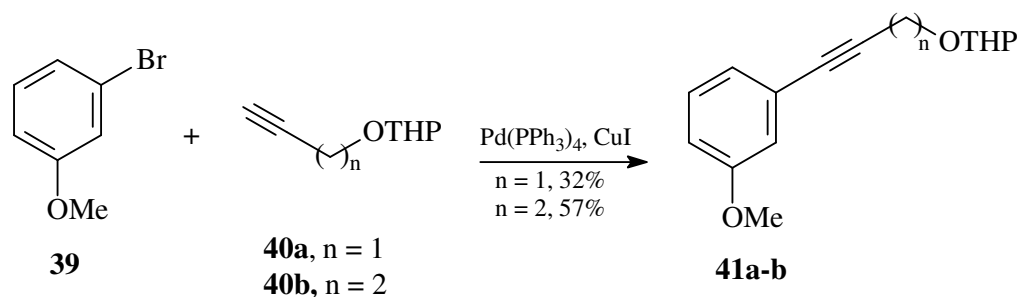 Br
OMe
39
+
OTHP
( )n
40a, n = 1
40b, n = 2
Pd(PPh3)4, CuI
n = 1, 32%
n = 2, 57%
( )n
OTHP
OMe
41a-b